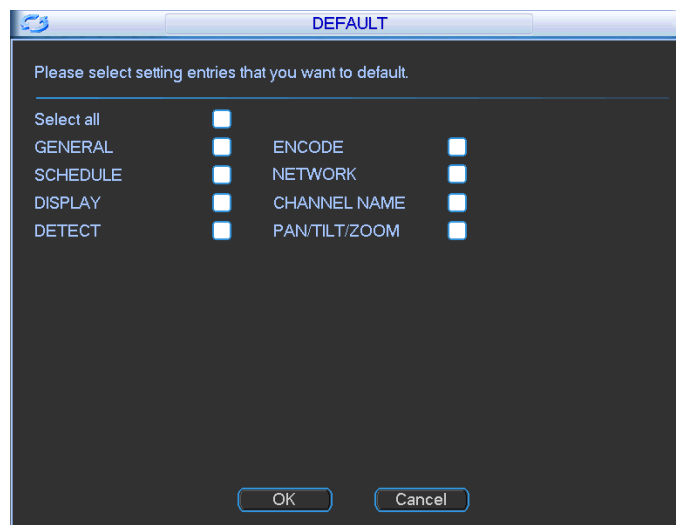 DEFAULT
Please select setting entries that you want to default.
Select all
GENERAL ENCODE
SCHEDULE NETWORK
DISPLAY CHANNEL NAME
DETECT PAN/TILT/ZOOM
OK Cancel